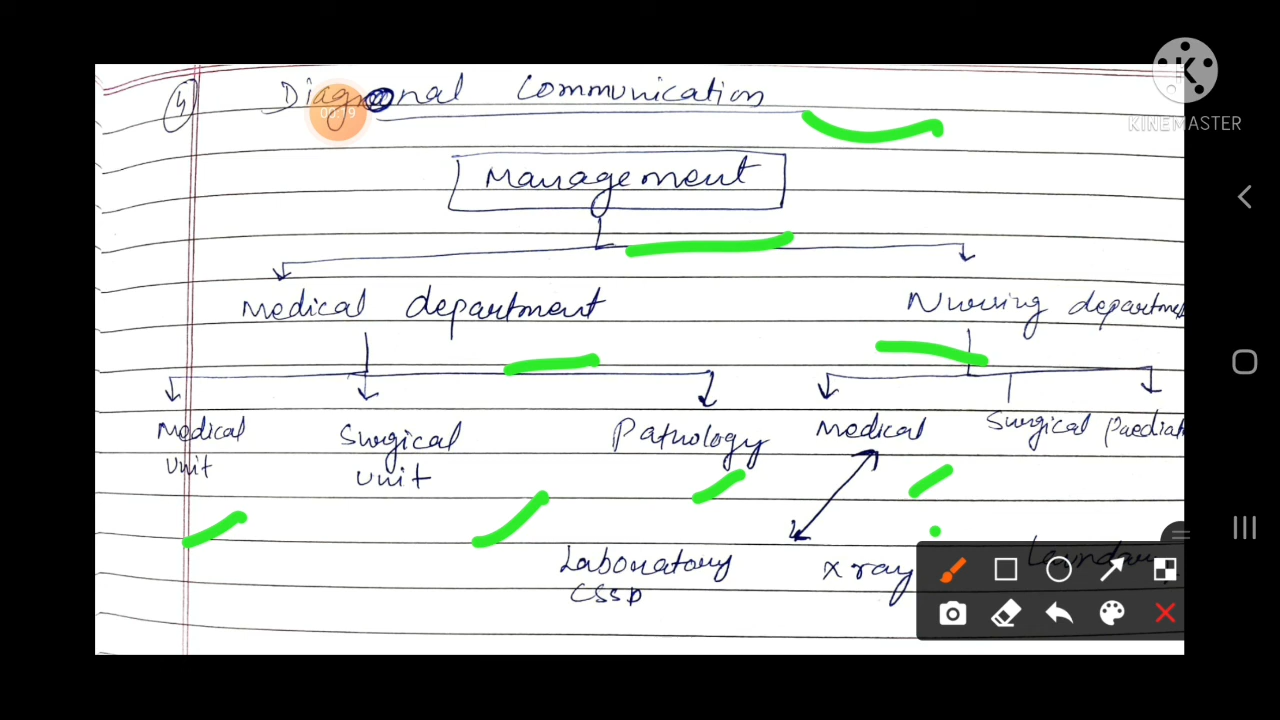 4
Diagonal Communication
KINEMASTER
Management
Medical department
Nursing departme
Medical unit
Surgical unit
Pathology
Medical
Surgical
Paediat
Laboratory
CSSD
X ray